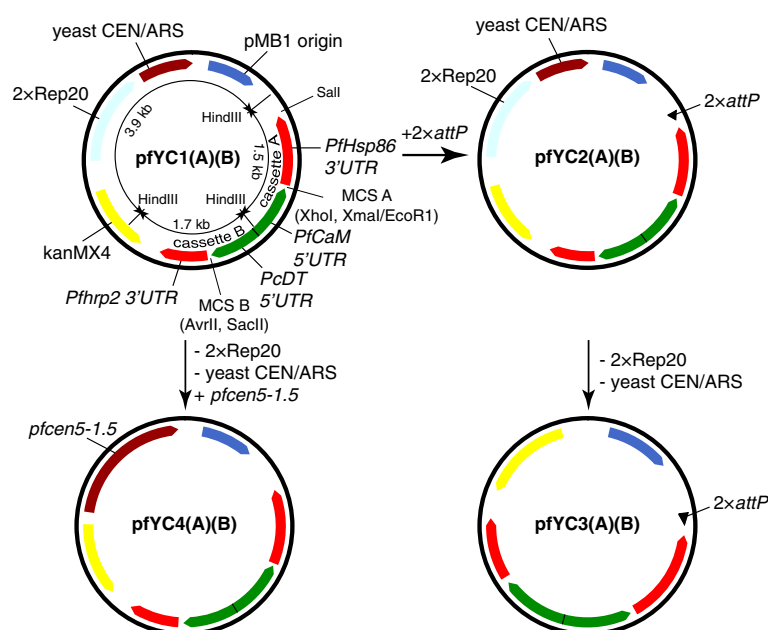 yeast CEN/ARS
pMB1 origin
2×Rep20
HindIII
SalI
3.9 kb
pfYC1(A)(B)
1.5 kb
cassette A
PfHsp86
3'UTR
HindIII
HindIII
MCS A
(XhoI, XmaI/EcoR1)
1.7 kb
cassette B
kanMX4
PfCaM
5'UTR
Pfhrp2 3'UTR
PcDT
5'UTR
MCS B
(AvrII, SacII)
+2×attP
yeast CEN/ARS
2×Rep20
2×attP
pfYC2(A)(B)
- 2×Rep20
- yeast CEN/ARS
+ pfcen5-1.5
- 2×Rep20
- yeast CEN/ARS
pfcen5-1.5
pfYC4(A)(B)
2×attP
pfYC3(A)(B)